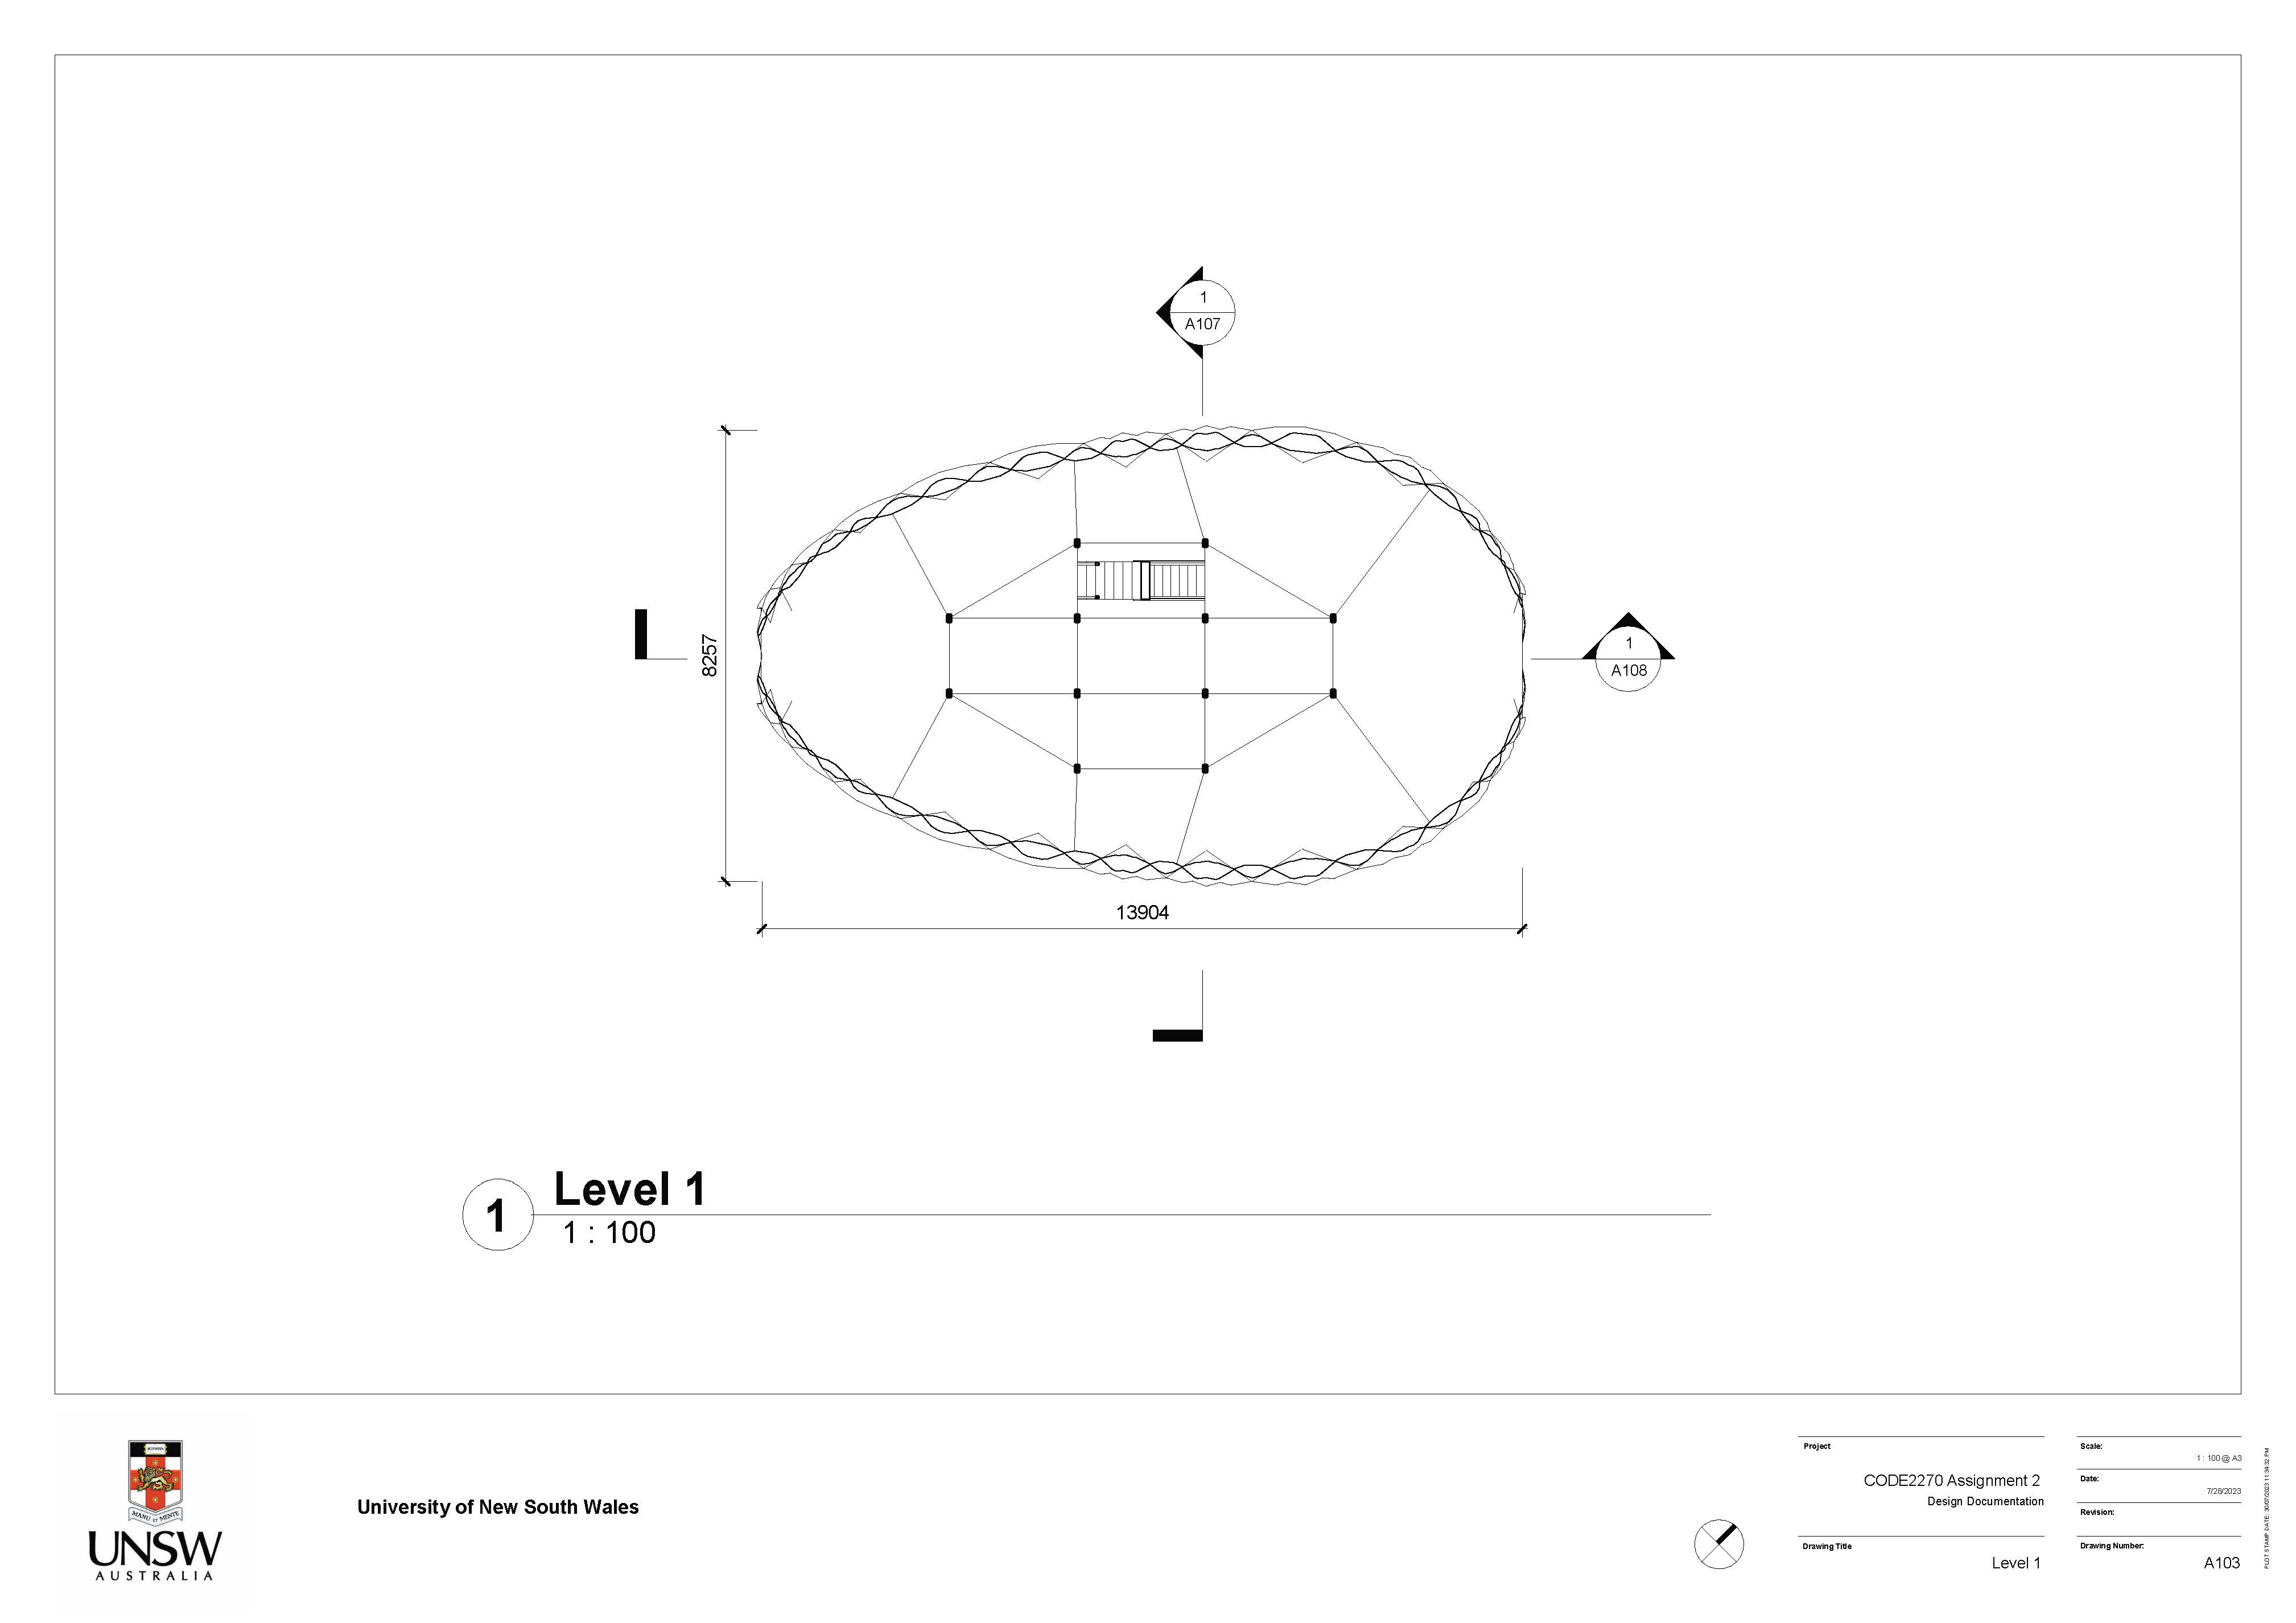 1
A107
8257
1
A108
13904
1
Level 1
1 : 100
MANU ET MENTE
UNSW
AUSTRALIA
University of New South Wales
Project
CODE2270 Assignment 2
Design Documentation
Drawing Title
Level 1
Scale:
1 : 100 @ A3
Date:
7/28/2023
Revision:
Drawing Number:
A103
PLOT STAMP DATE: 30/07/2023 11:34:32 PM